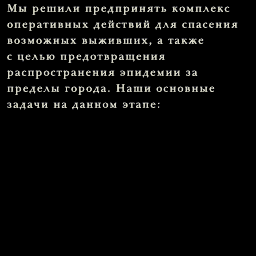 Мы решили предпринять комплекс
оперативных действий для спасения
возможных выживших, а также
с целью предотвращения
распространения эпидемии за
пределы города. Наши основные
задачи на данном этапе: